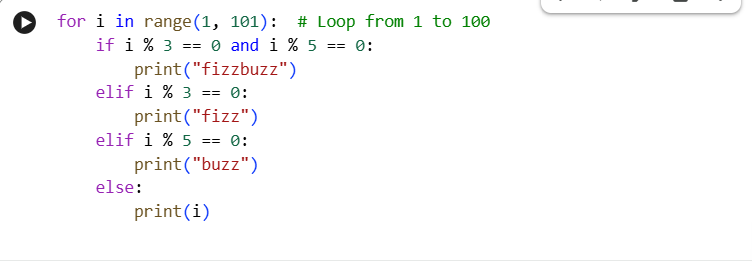 for i in range(1, 101):  # Loop from 1 to 100
    if i % 3 == 0 and i % 5 == 0:
        print("fizzbuzz")
    elif i % 3 == 0:
        print("fizz")
    elif i % 5 == 0:
        print("buzz")
    else:
        print(i)